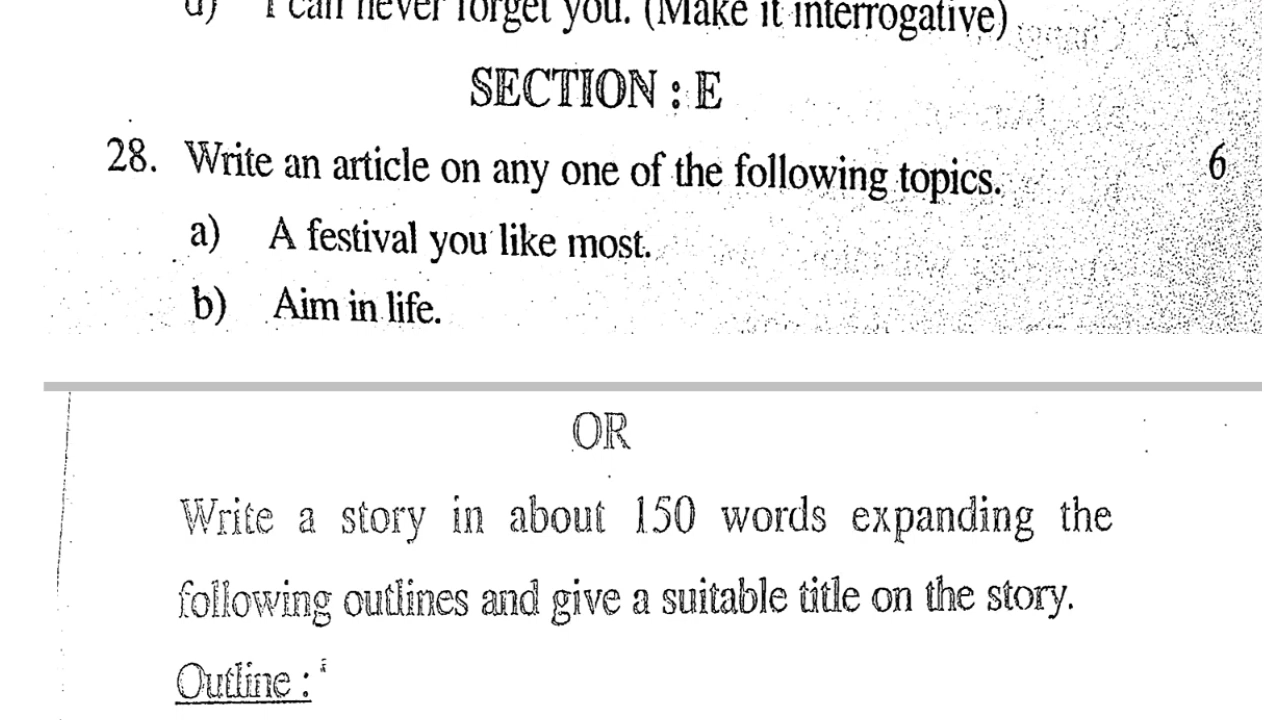 d) I can never forget you. (Make it interrogative)
SECTION : E
28. Write an article on any one of the following topics. 6
a) A festival you like most.
b) Aim in life.
OR
Write a story in about 150 words expanding the
following outlines and give a suitable title on the story.
Outline :